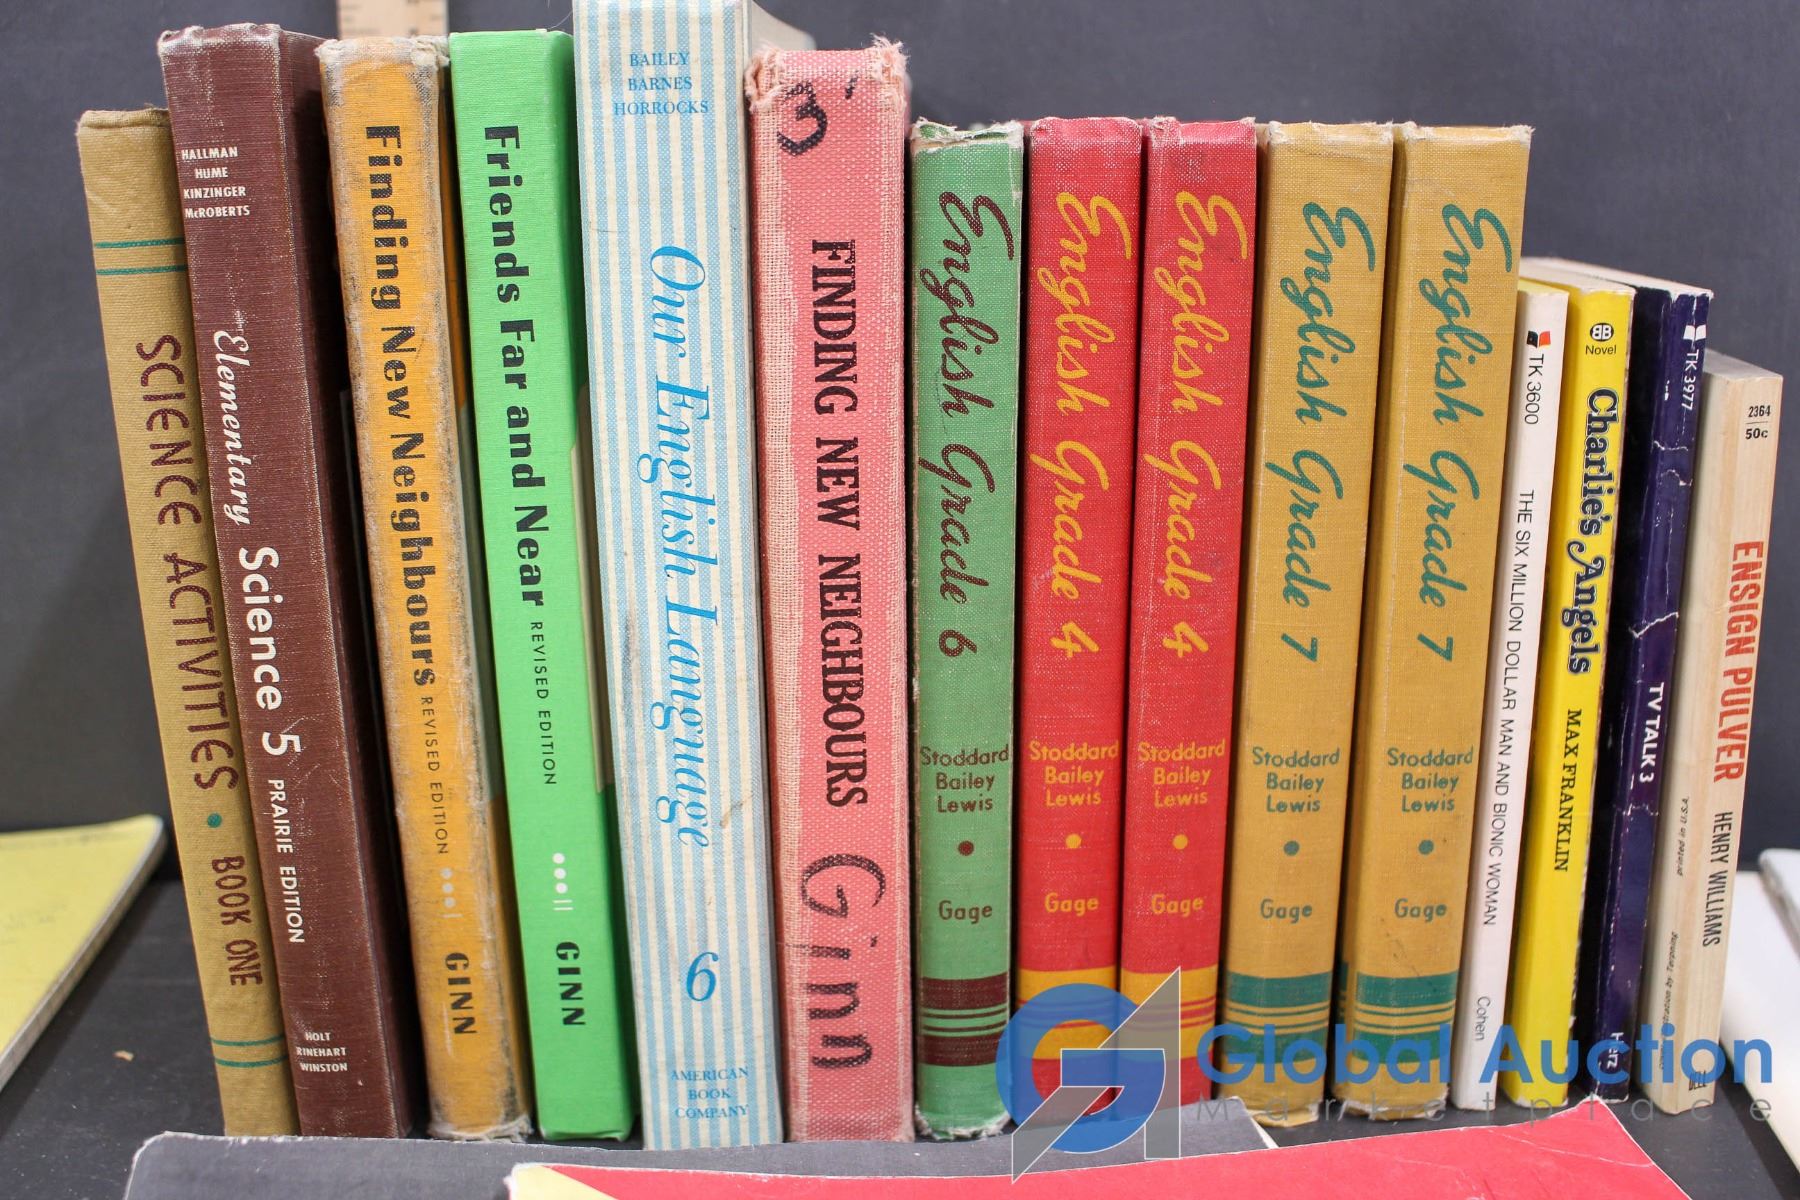 SCIENCE ACTIVITIES • BOOK ONE
HALLMAN
HUME
KINZINGER
McROBERTS
Elementary Science 5 PRAIRIE EDITION
HOLT
RINEHART
WINSTON
Finding New Neighbours REVISED EDITION GINN
Friends Far and Near REVISED EDITION GINN
BAILEY
BARNES
HORROCKS
Our English Language
6
AMERICAN
BOOK
COMPANY
FINDING NEW NEIGHBOURS
Ginn
English Grade 6
Stoddard
Bailey
Lewis
Gage
English Grade 4
Stoddard
Bailey
Lewis
Gage
English Grade 4
Stoddard
Bailey
Lewis
Gage
English Grade 7
Stoddard
Bailey
Lewis
Gage
English Grade 7
Stoddard
Bailey
Lewis
Gage
TK 3600 THE SIX MILLION DOLLAR MAN AND BIONIC WOMAN Cohen
BB
Novel
Charlie's Angels MAX FRANKLIN
TK 3977 TV TALK 3 Herz
2364
50c
ENSIGN PULVER HENRY WILLIAMS
Global Auction
Marketplace